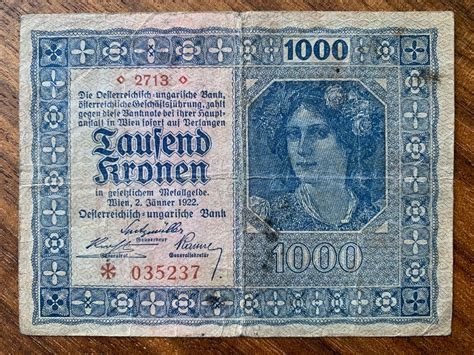 1000
2713
Die Oesterreichisch-ungarische Bank,
österreichische Geschäftsführung, zahlt
gegen diese Banknote bei ihrer Haupt-
anstalt in Wien sofort auf Verlangen
Tausend
Kronen
in gesetzlichem Metallgelde.
Wien, 2. Jänner 1922.
Oesterreichisch-ungarische Bank
Gouverneur
Generalrat
Generalsekretär
* 035237
1000